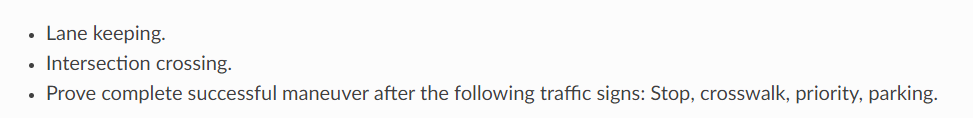 • Lane keeping.
• Intersection crossing.
• Prove complete successful maneuver after the following traffic signs: Stop, crosswalk, priority, parking.